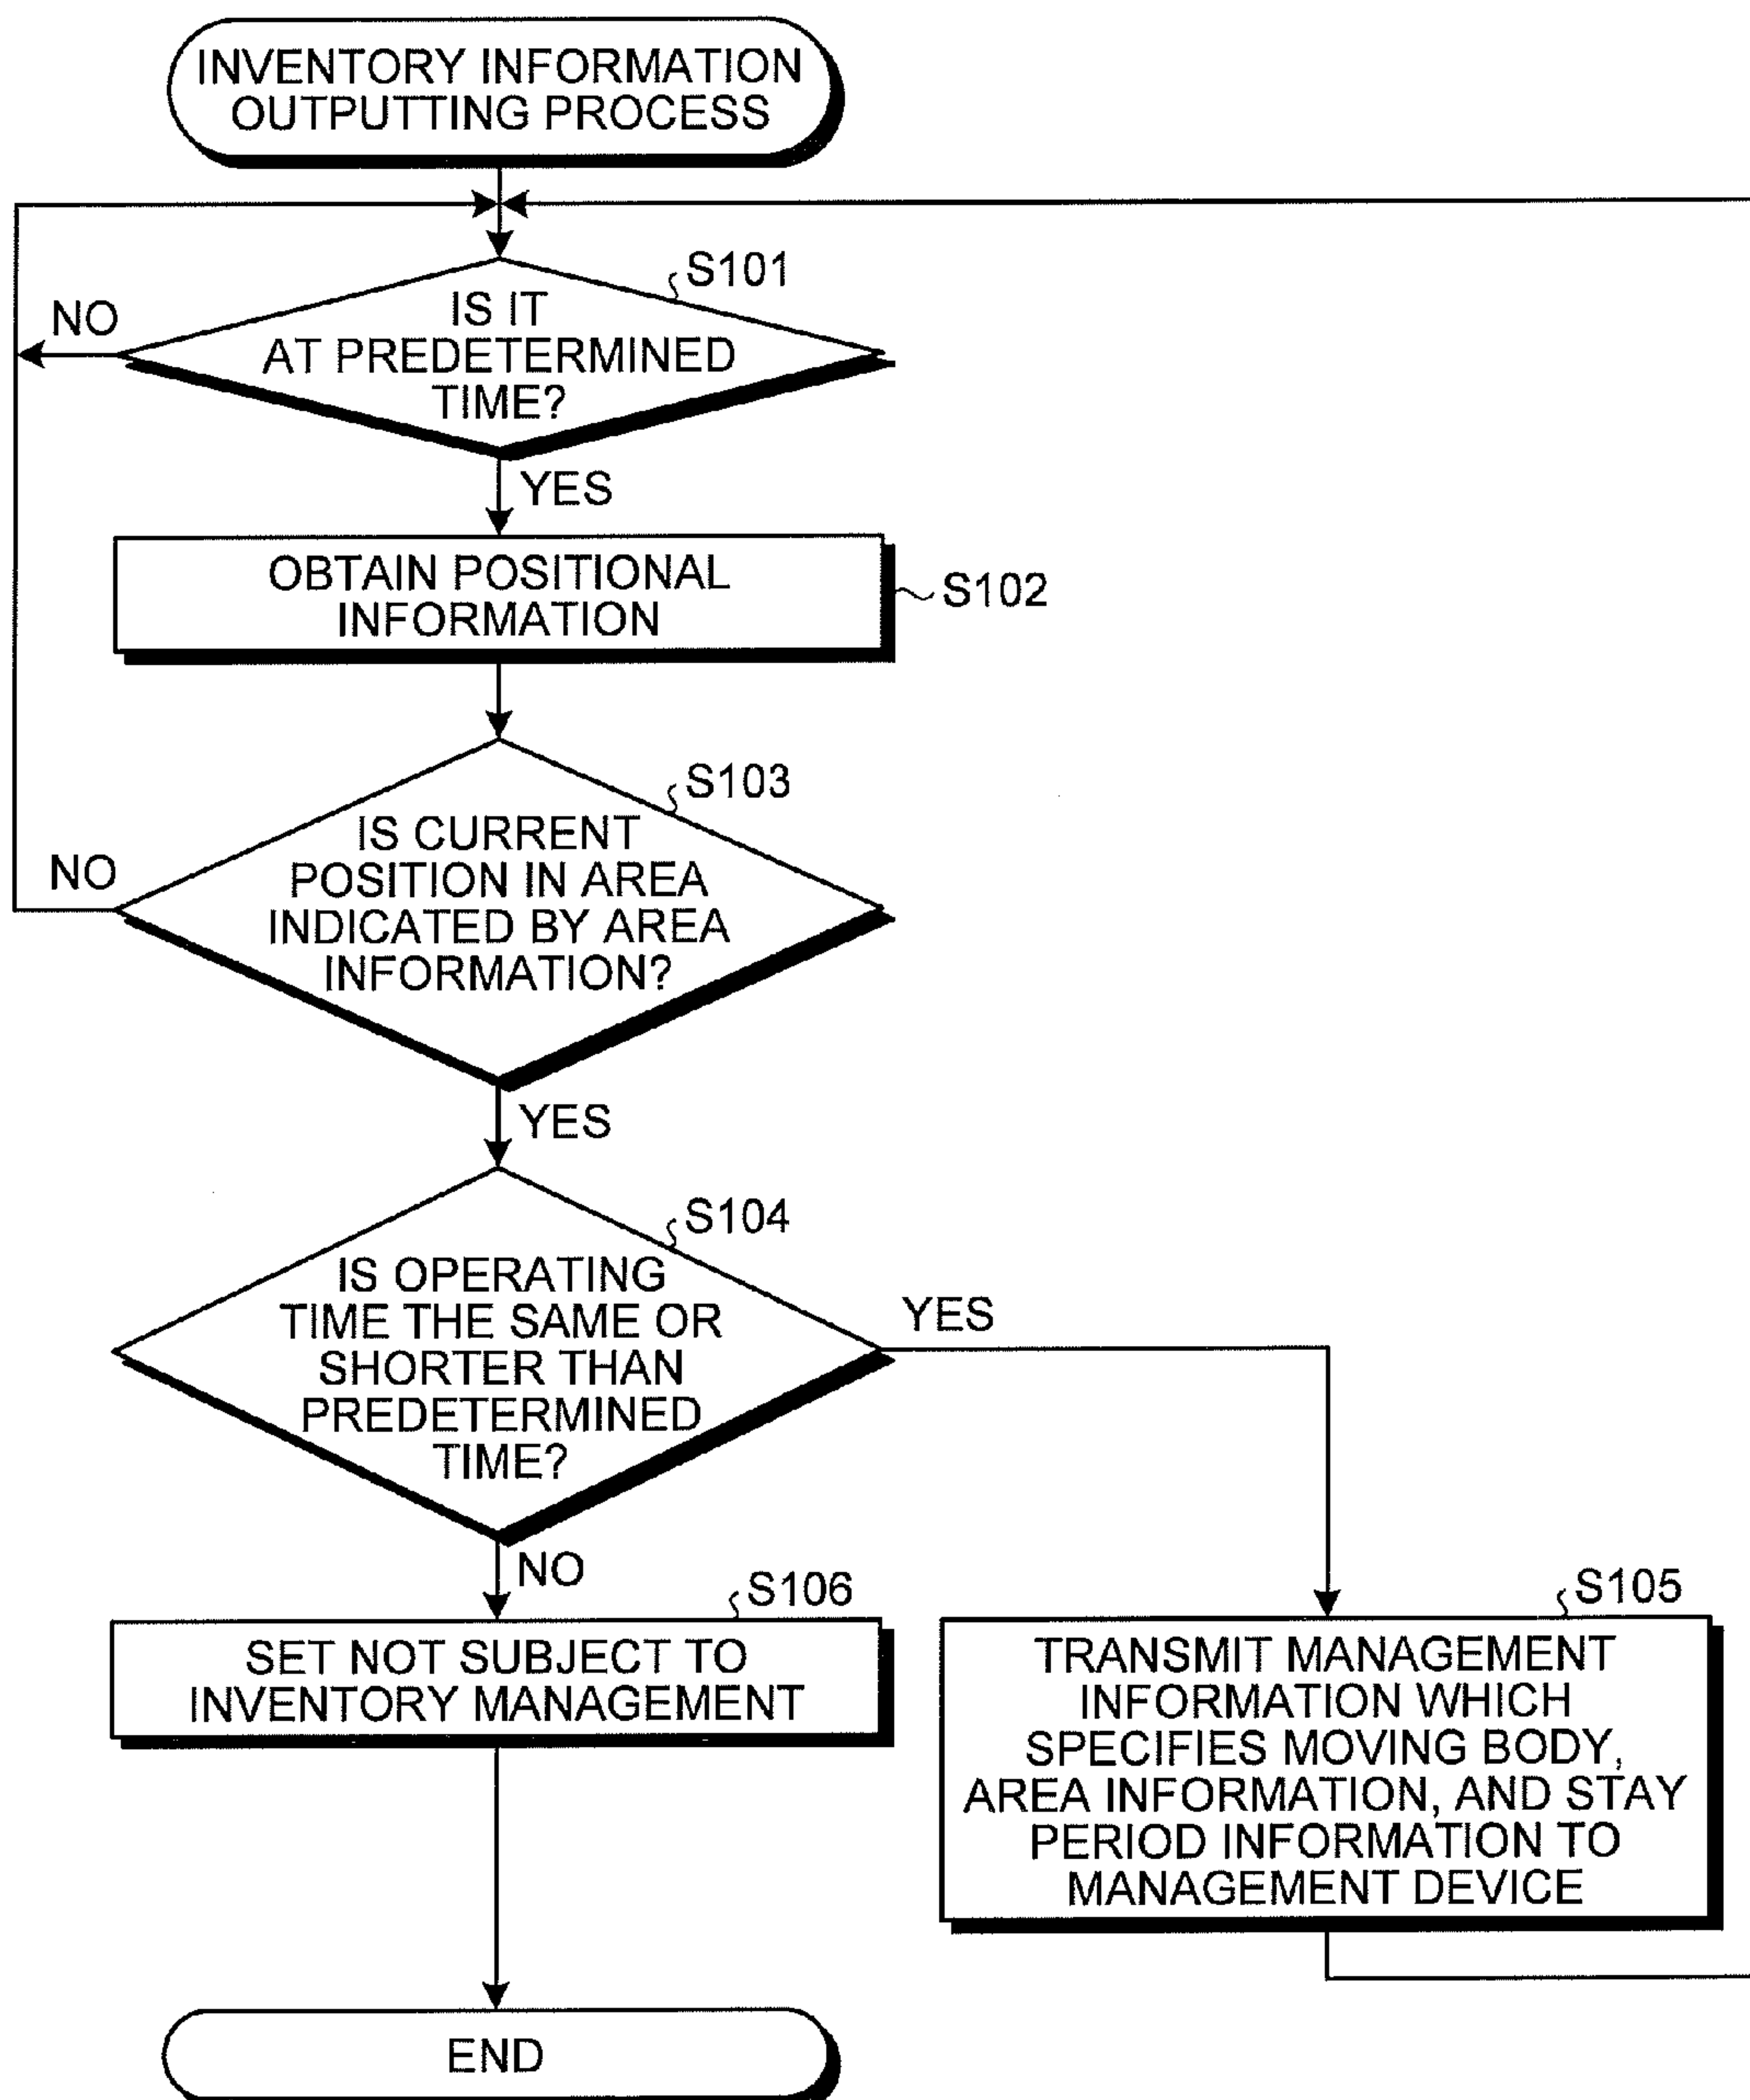 INVENTORY INFORMATION
OUTPUTTING PROCESS
S101
IS IT
AT PREDETERMINED
TIME?
NO
YES
OBTAIN POSITIONAL
INFORMATION
S102
S103
IS CURRENT
POSITION IN AREA
INDICATED BY AREA
INFORMATION?
NO
YES
S104
IS OPERATING
TIME THE SAME OR
SHORTER THAN
PREDETERMINED
TIME?
YES
NO
S106
SET NOT SUBJECT TO
INVENTORY MANAGEMENT
S105
TRANSMIT MANAGEMENT
INFORMATION WHICH
SPECIFIES MOVING BODY,
AREA INFORMATION, AND STAY
PERIOD INFORMATION TO
MANAGEMENT DEVICE
END